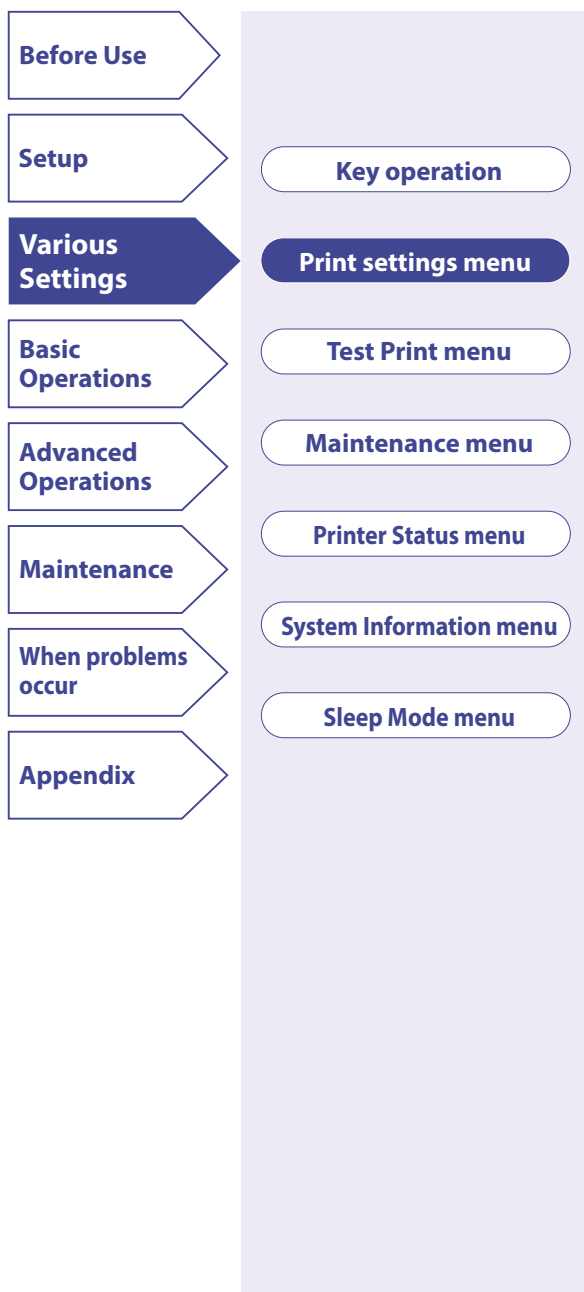 Before Use
Setup
Various
Settings
Basic
Operations
Advanced
Operations
Maintenance
When problems
occur
Appendix
Key operation
Print settings menu
Test Print menu
Maintenance menu
Printer Status menu
System Information menu
Sleep Mode menu